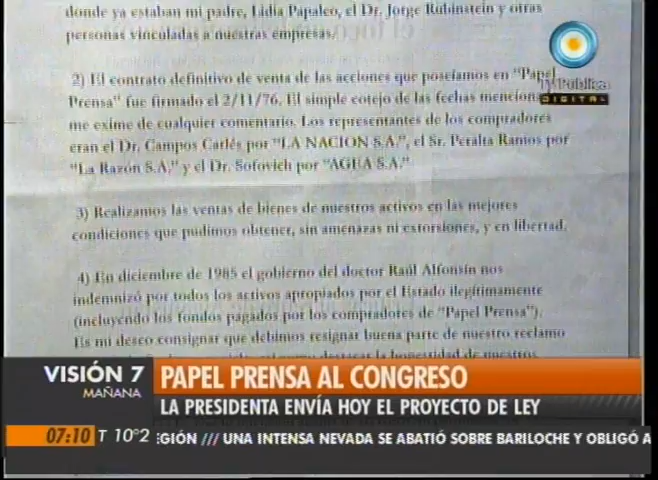 donde ya estaban mi padre, Lidia Papaleo, el Dr. Jorge Rubinstein y otras
personas vinculadas a nuestras empresas.
2) El contrato definitivo de venta de las acciones que poseíamos en "Papel
Prensa" fue firmado el 2/11/76. El simple cotejo de las fechas mencion
me exime de cualquier comentario. Los representantes de los compradores
eran el Dr. Campos Carlés por "LA NACION S.A.", el Sr. Peralta Ramos por
"La Razón S.A." y el Dr. Sofovich por "AGEA S.A.".
3) Realizamos las ventas de bienes de nuestros activos en las mejores
condiciones que pudimos obtener, sin amenazas ni extorsiones, y en libertad.
4) En diciembre de 1985 el gobierno del doctor Raúl Alfonsín nos
indemnizó por todos los activos apropiados por el Estado ilegítimamente
(incluyendo los fondos pagados por los compradores de "Papel Prensa").
Es mi deseo consignar que debimos resignar buena parte de nuestro reclamo
destacar la honestidad de nuestros
TV Pública
DIGITAL
VISIÓN 7
MAÑANA
PAPEL PRENSA AL CONGRESO
LA PRESIDENTA ENVÍA HOY EL PROYECTO DE LEY
07:10 T 10°2 EGIÓN /// UNA INTENSA NEVADA SE ABATIÓ SOBRE BARILOCHE Y OBLIGÓ A